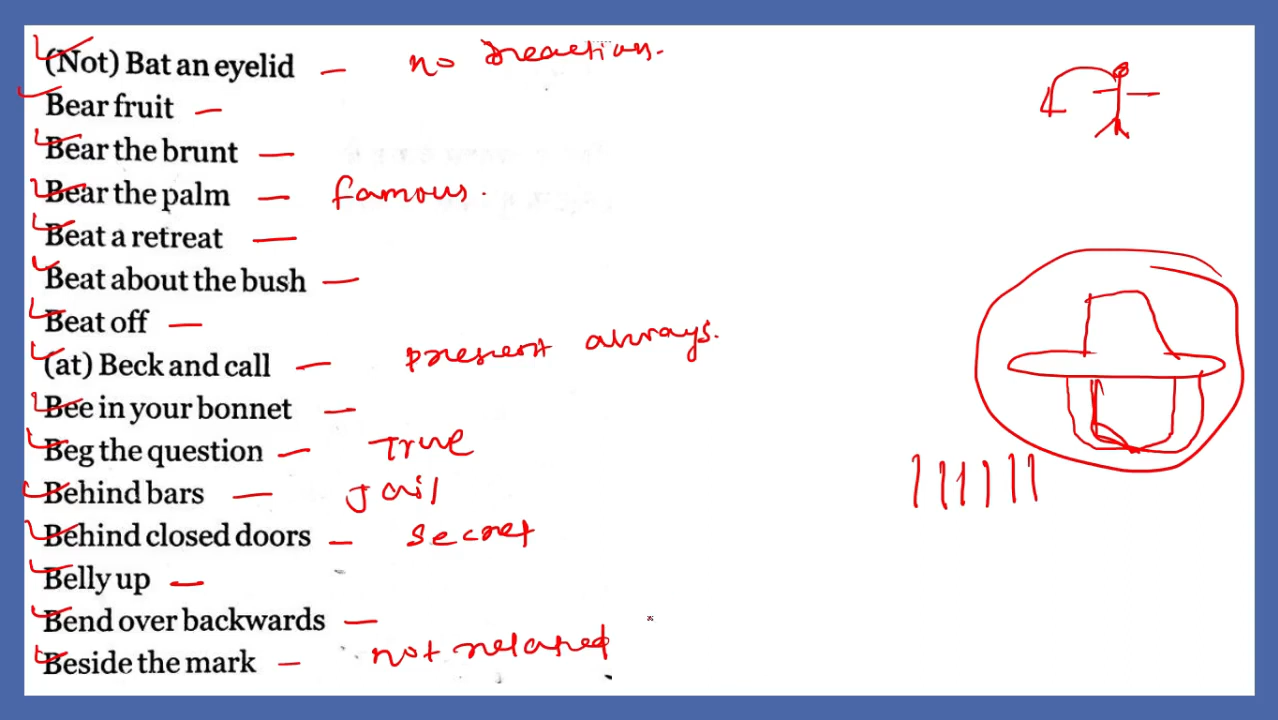 (Not) Bat an eyelid — no reaction.
Bear fruit —
Bear the brunt —
Bear the palm — famous.
Beat a retreat —
Beat about the bush —
Beat off —
(at) Beck and call — present always.
Bee in your bonnet —
Beg the question — True
Behind bars — Jail
Behind closed doors — secret
Belly up —
Bend over backwards —
Beside the mark — not related